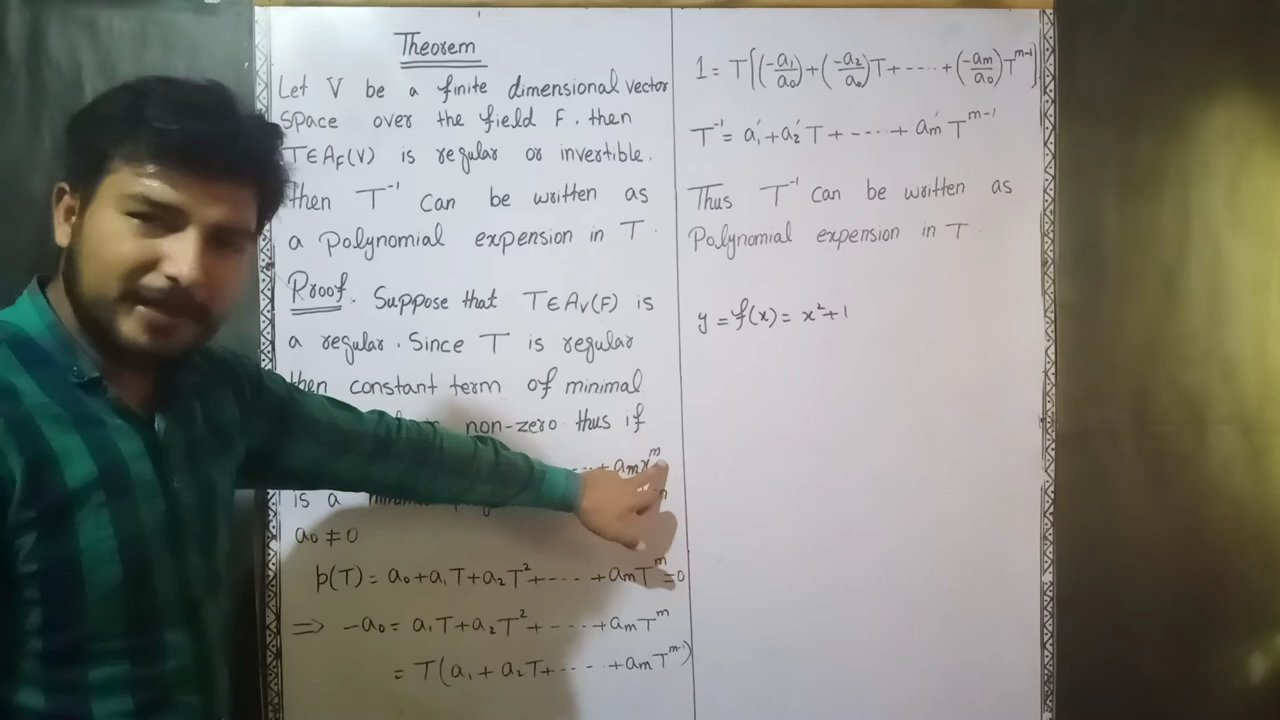 Theorem
Let V be a finite dimensional vector
Space over the field F. then
T∈A_F(V) is regular or invertible.
then T⁻¹ can be written as
a Polynomial expension in T.
Proof. Suppose that T∈A_V(F) is
a regular. Since T is regular
then constant term of minimal
non-zero thus if
+ a_m x^m
is a
a₀ ≠ 0
p(T) = a₀ + a₁T + a₂T² + ---- + a_mT^m = 0
⇒ -a₀ = a₁T + a₂T² + ---- + a_mT^m
= T(a₁ + a₂T + ---- + a_mT^{m-1})
1 = T[(-a₁/a₀) + (-a₂/a₀)T + ---- + (-a_m/a₀)T^{m-1}]
T⁻¹ = a₁' + a₂'T + ---- + a_m'T^{m-1}
Thus T⁻¹ can be written as
Polynomial expension in T.
y = f(x) = x² + 1